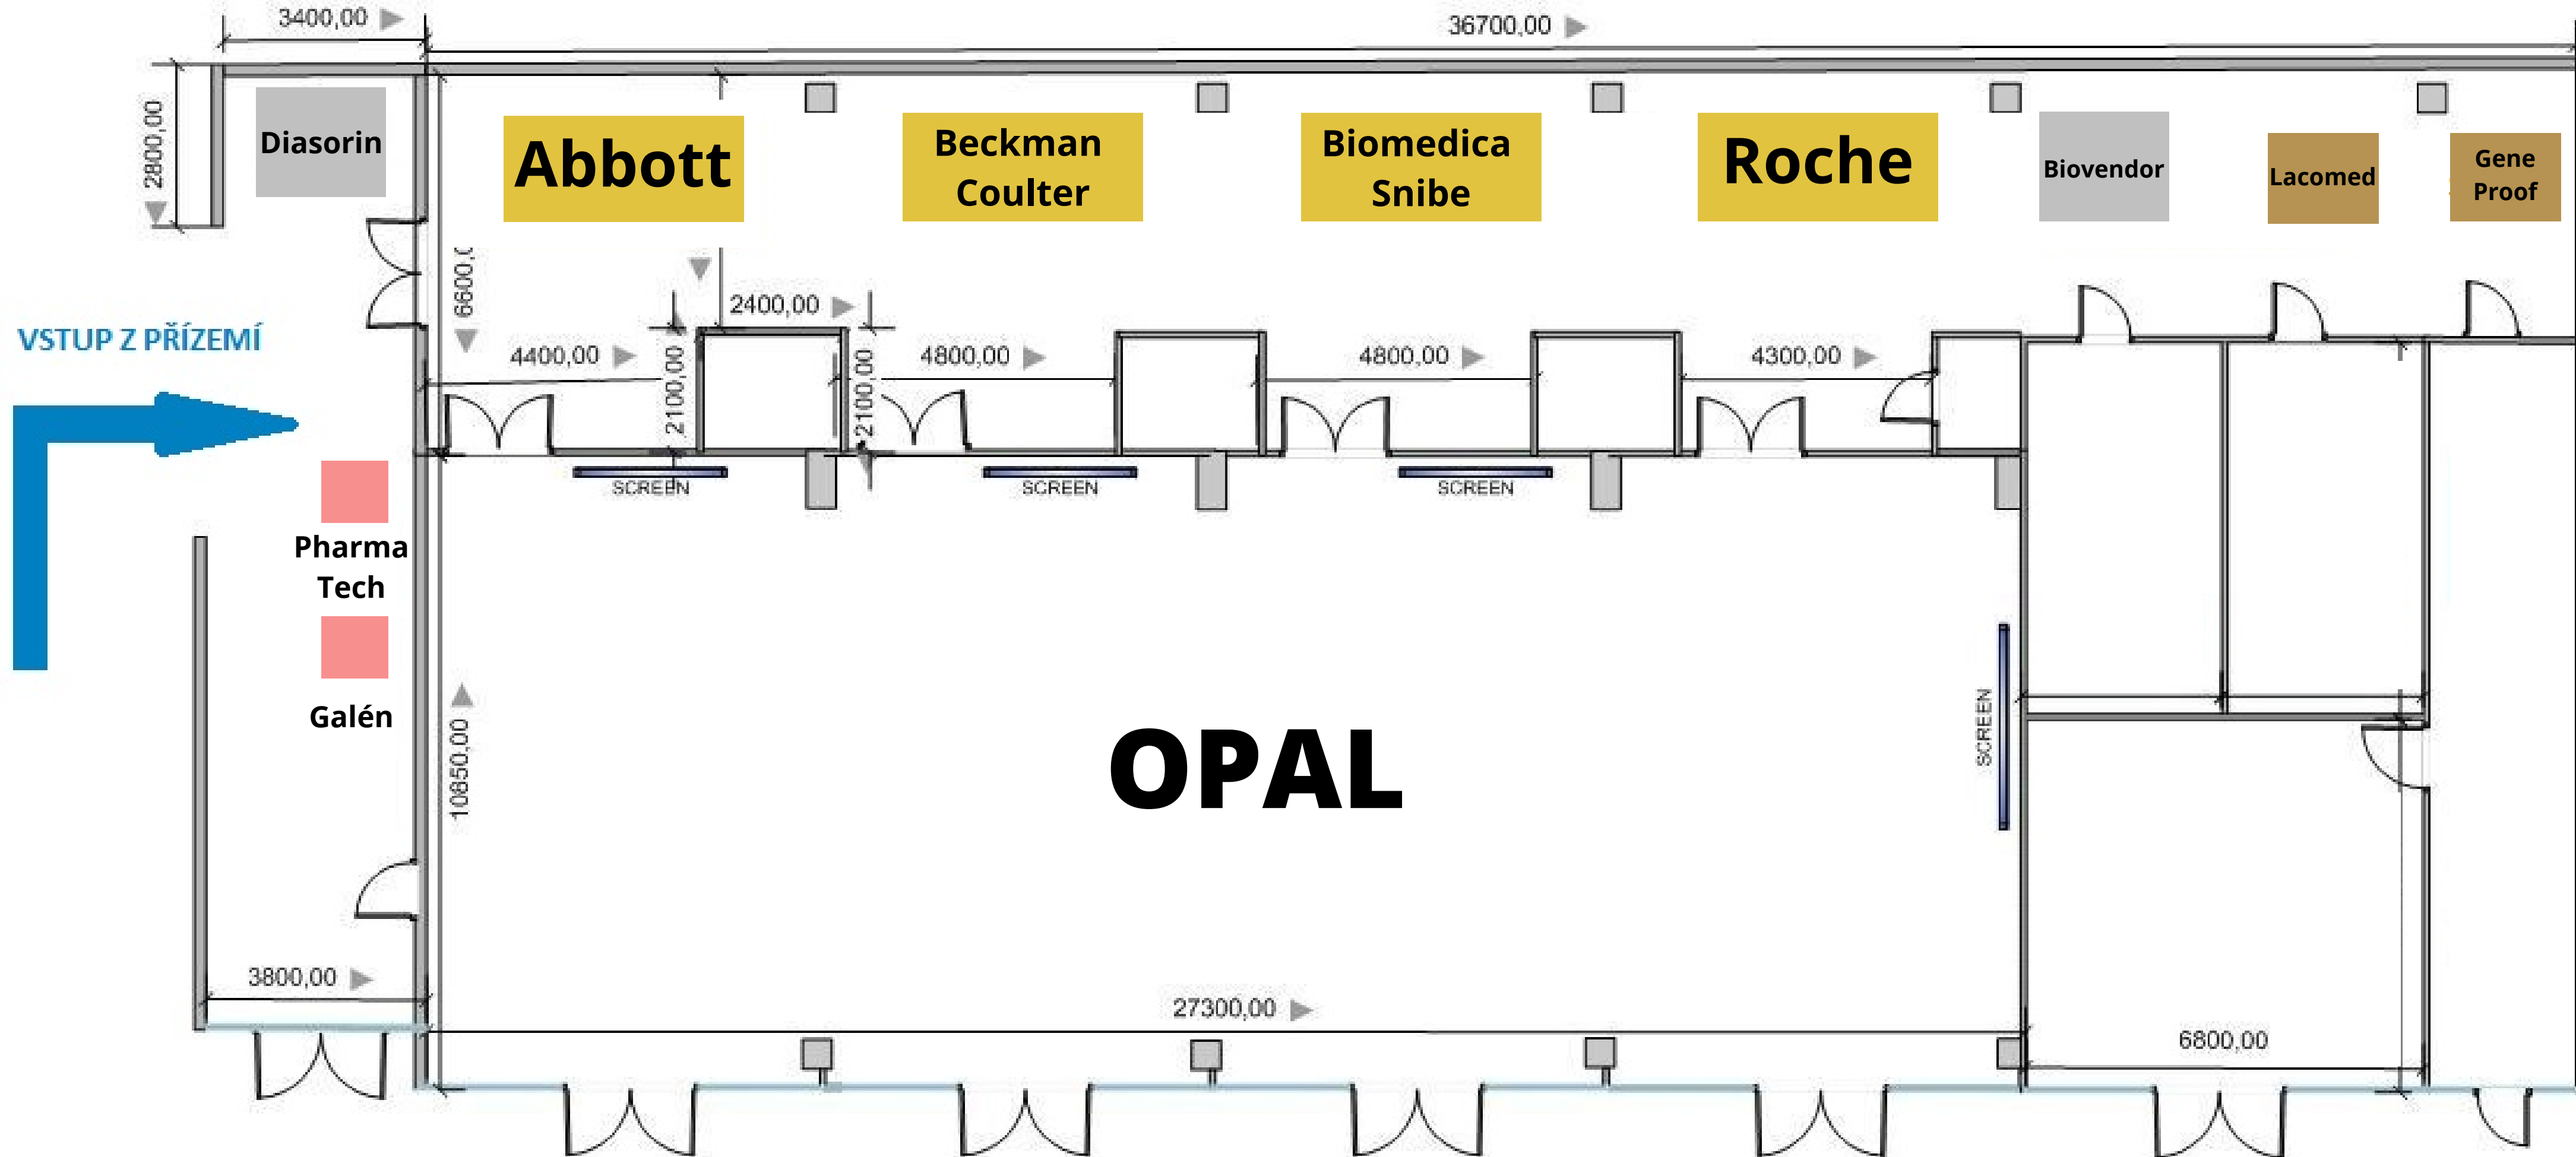 3400,00
36700,00
2800,00
Diasorin
Abbott
Beckman
Coulter
Biomedica
Snibe
Roche
Biovendor
Lacomed
Gene
Proof
6600,0
2400,00
VSTUP Z PŘÍZEMÍ
4400,00
2100,00
2100,00
4800,00
4800,00
4300,00
SCREEN
SCREEN
SCREEN
Pharma
Tech
Galén
10850,00
OPAL
SCREEN
3800,00
27300,00
6800,00